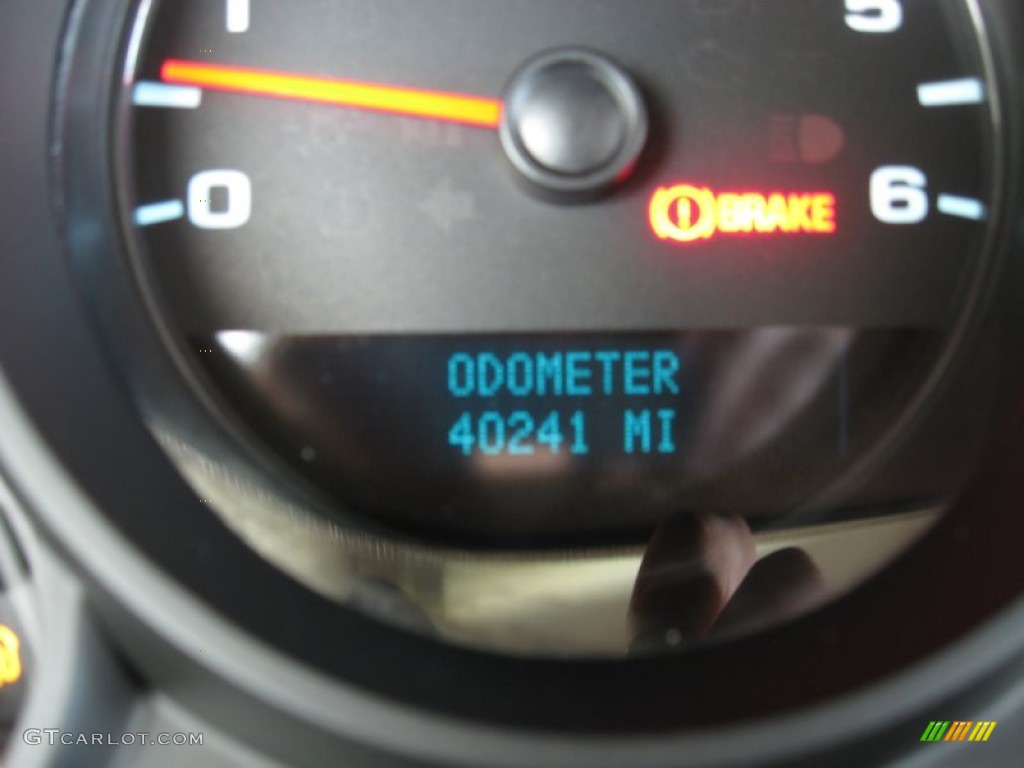 1
5
0
6
BRAKE
ODOMETER
40241 MI
GTCARLOT.COM